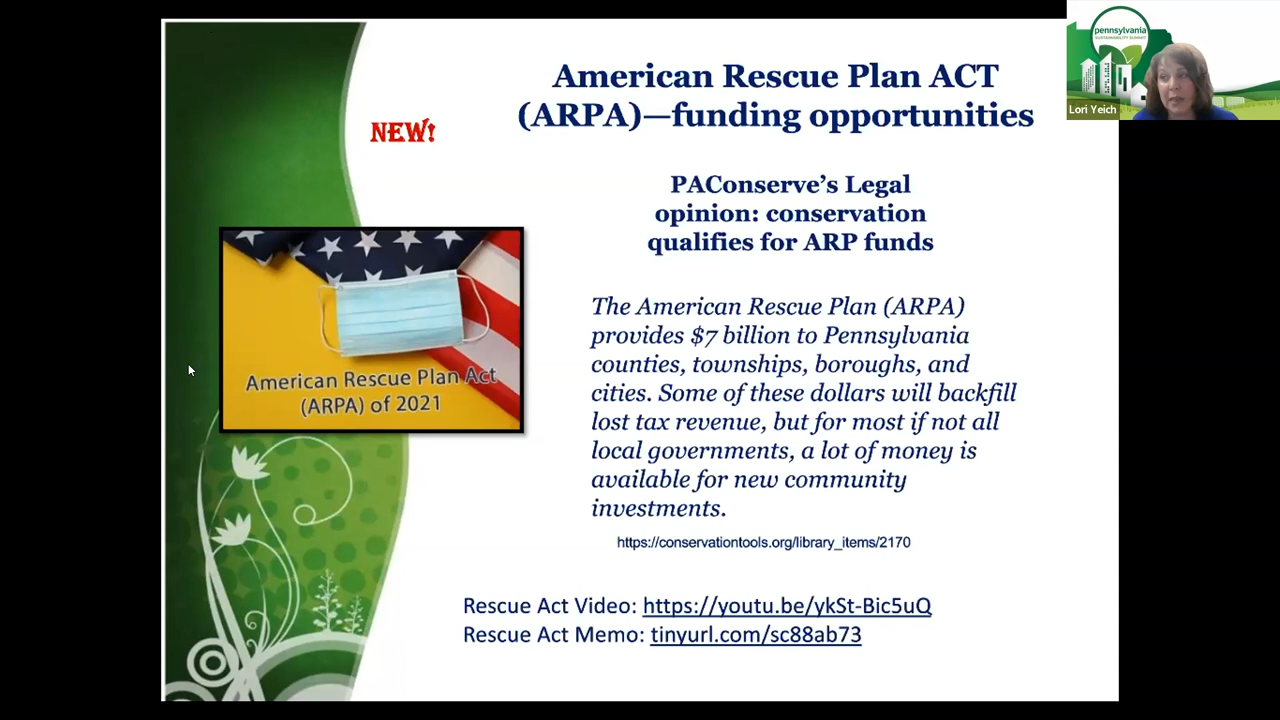 American Rescue Plan ACT
(ARPA)—funding opportunities
NEW!
PAConserve’s Legal
opinion: conservation
qualifies for ARP funds
American Rescue Plan Act
(ARPA) of 2021
The American Rescue Plan (ARPA)
provides $7 billion to Pennsylvania
counties, townships, boroughs, and
cities. Some of these dollars will backfill
lost tax revenue, but for most if not all
local governments, a lot of money is
available for new community
investments.
https://conservationtools.org/library_items/2170
Rescue Act Video: https://youtu.be/ykSt-Bic5uQ
Rescue Act Memo: tinyurl.com/sc88ab73
pennsylvania
SUSTAINABILITY SUMMIT
Lori Yeich